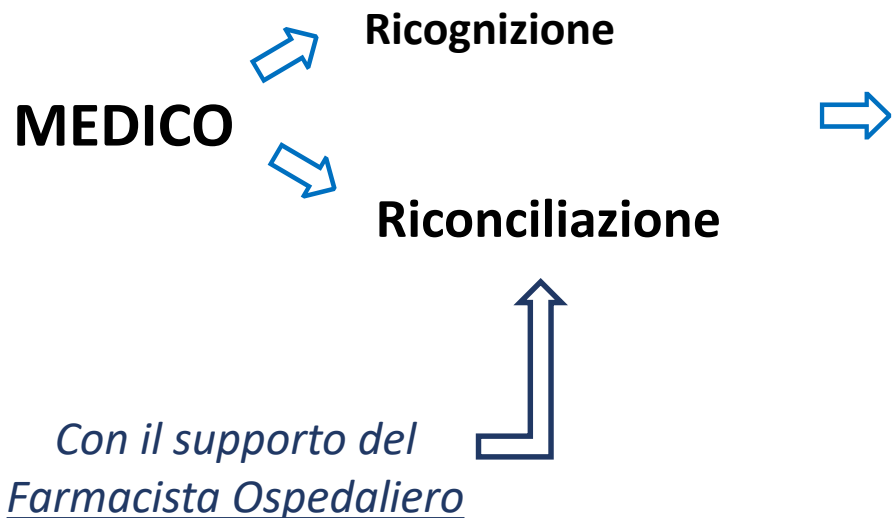 Ricognizione
MEDICO
Riconciliazione
Con il supporto del
Farmacista Ospedaliero